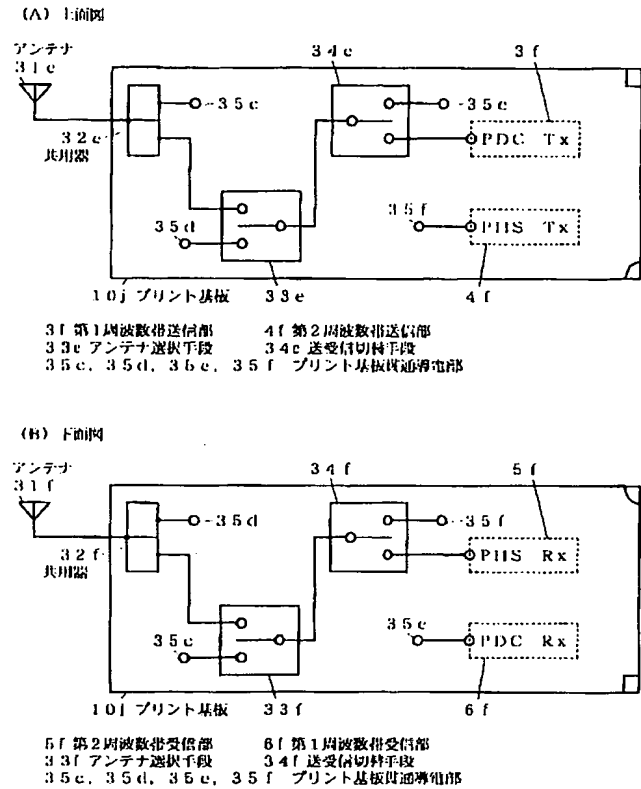 (A) 上面図
アンテナ
31e
34e
3f
35c
35e
32e
共用器
PDC Tx
35d
35f
PHS Tx
10j プリント基板
33e
4f
3f 第1周波数帯送信部 4f 第2周波数帯送信部
33e アンテナ選択手段 34e 送受信切替手段
35c, 35d, 35e, 35f プリント基板貫通導電部
(B) 下面図
アンテナ
31f
34f
5f
35d
35f
32f
共用器
PHS Rx
35c
35e
PDC Rx
10j プリント基板
33f
6f
5f 第2周波数帯受信部 6f 第1周波数帯受信部
33f アンテナ選択手段 34f 送受信切替手段
35c, 35d, 35e, 35f プリント基板貫通導電部